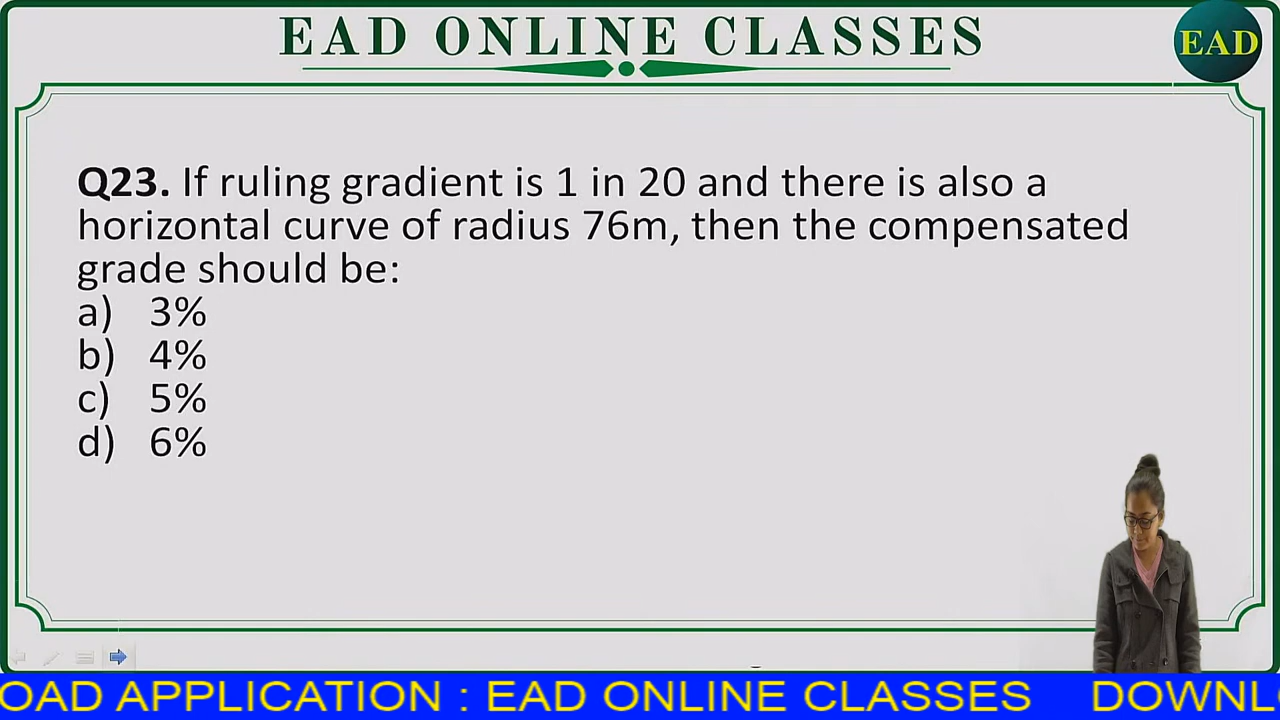 EAD ONLINE CLASSES
EAD
Q23. If ruling gradient is 1 in 20 and there is also a
horizontal curve of radius 76m, then the compensated
grade should be:
a) 3%
b) 4%
c) 5%
d) 6%
OAD APPLICATION : EAD ONLINE CLASSES DOWNL